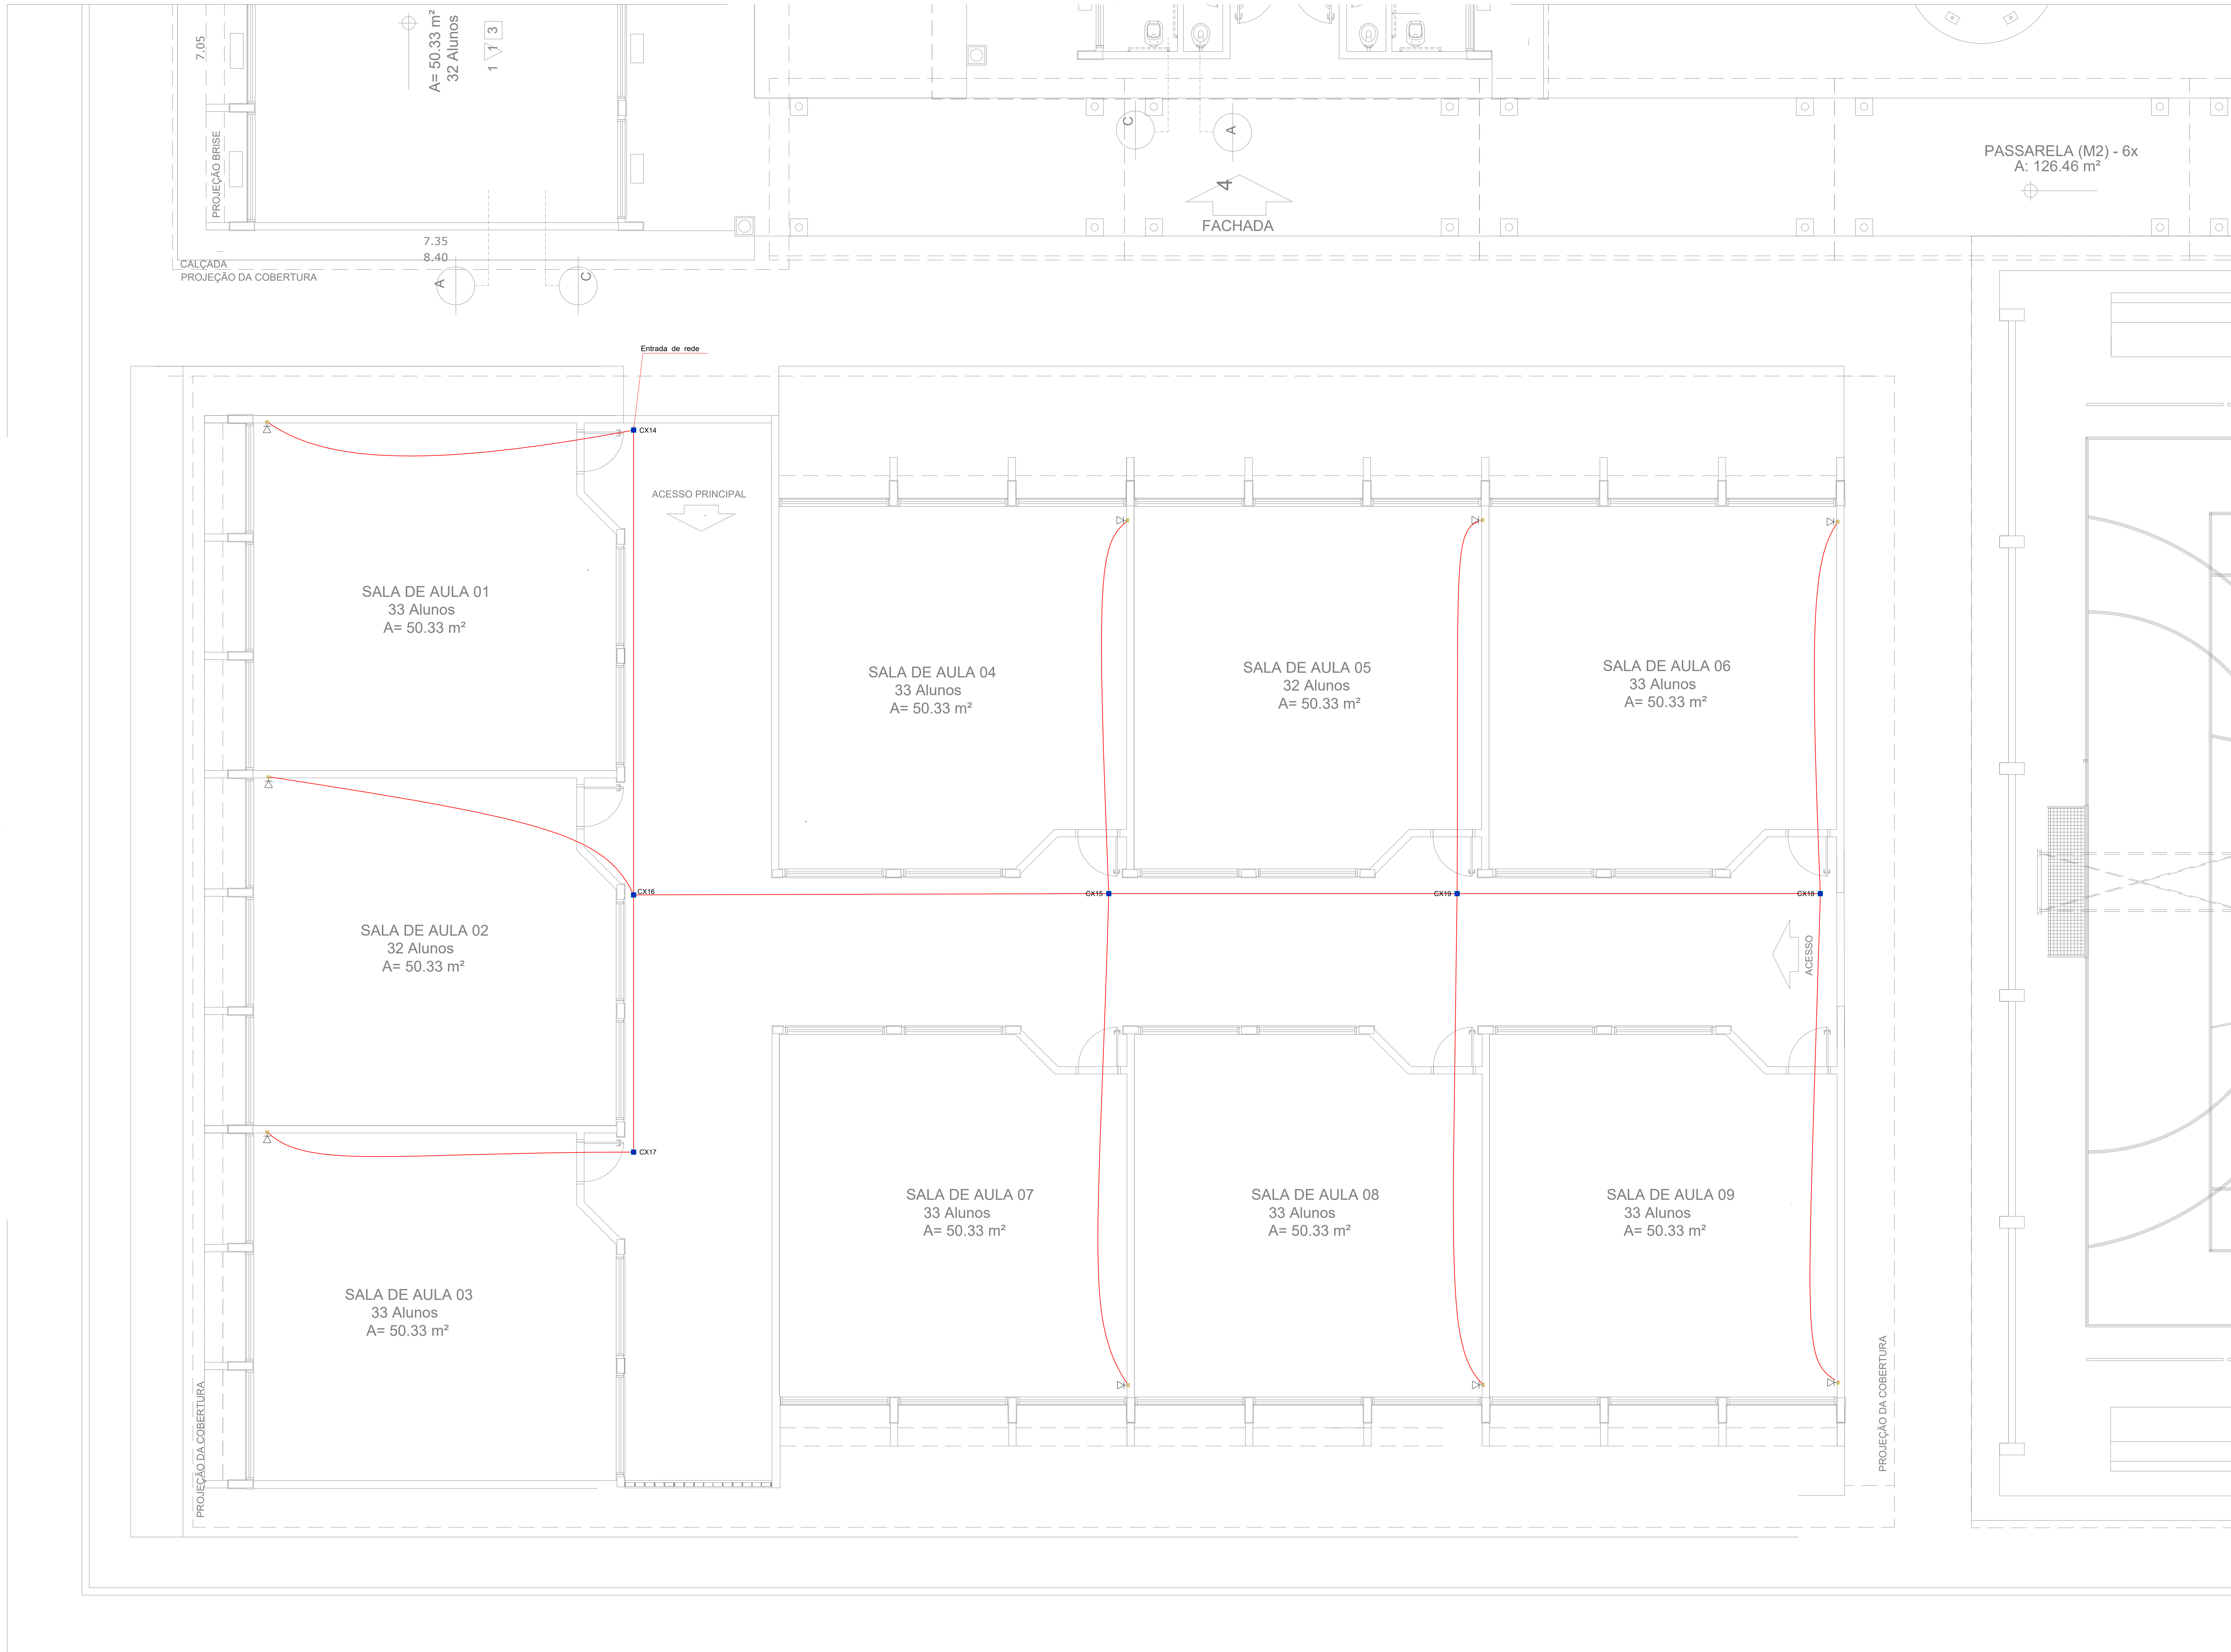 7.05
A= 50.33 m²
32 Alunos
1 1 3
PROJEÇÃO BRISE
7.35
8.40
CALÇADA
PROJEÇÃO DA COBERTURA
A
C
C
A
4
FACHADA
PASSARELA (M2) - 6x
A: 126.46 m²
Entrada de rede
CX14
ACESSO PRINCIPAL
SALA DE AULA 01
33 Alunos
A= 50.33 m²
SALA DE AULA 04
33 Alunos
A= 50.33 m²
SALA DE AULA 05
32 Alunos
A= 50.33 m²
SALA DE AULA 06
33 Alunos
A= 50.33 m²
CX16
CX15
CX19
CX18
SALA DE AULA 02
32 Alunos
A= 50.33 m²
ACESSO
CX17
SALA DE AULA 07
33 Alunos
A= 50.33 m²
SALA DE AULA 08
33 Alunos
A= 50.33 m²
SALA DE AULA 09
33 Alunos
A= 50.33 m²
SALA DE AULA 03
33 Alunos
A= 50.33 m²
PROJEÇÃO DA COBERTURA
PROJEÇÃO DA COBERTURA